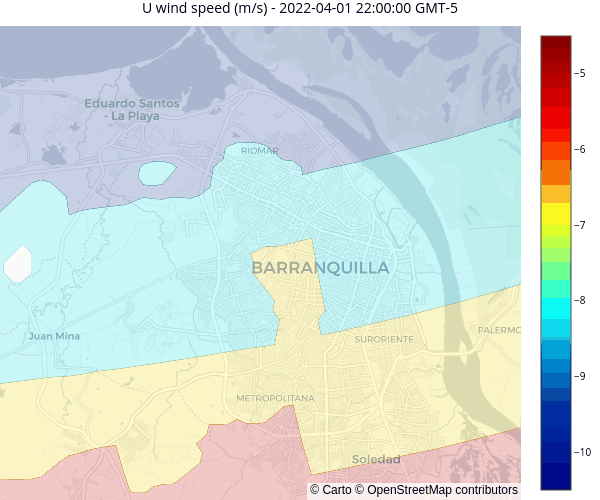 U wind speed (m/s) - 2022-04-01 22:00:00 GMT-5
Eduardo Santos
- La Playa
RIOMAR
BARRANQUILLA
Juan Mina
SURORIENTE
PALERMO
METROPOLITANA
Soledad
© Carto © OpenStreetMap contributors
−5
−6
−7
−8
−9
−10